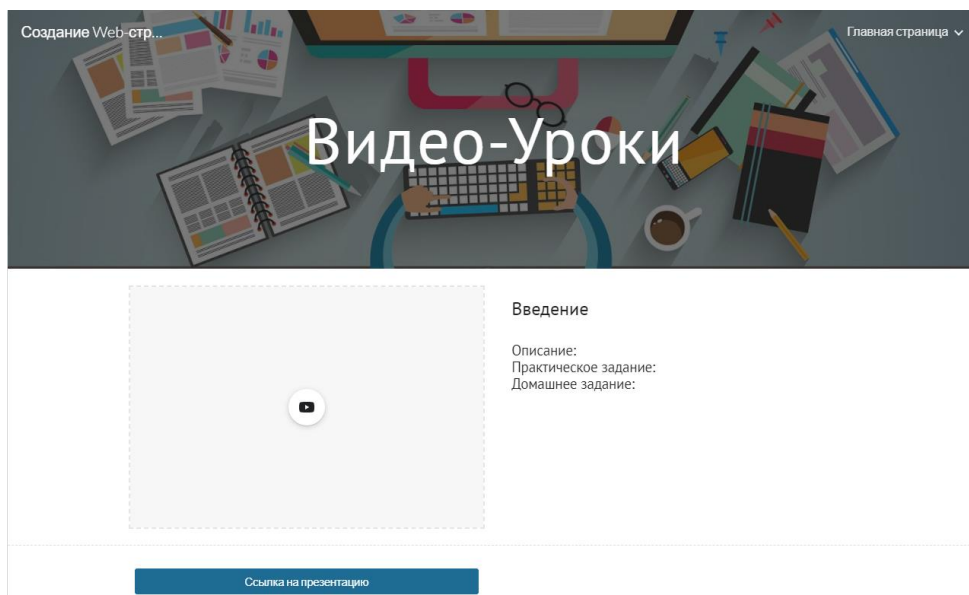 Создание Web-стр...
Главная страница
Видео-Уроки
Введение
Описание:
Практическое задание:
Домашнее задание:
Ссылка на презентацию